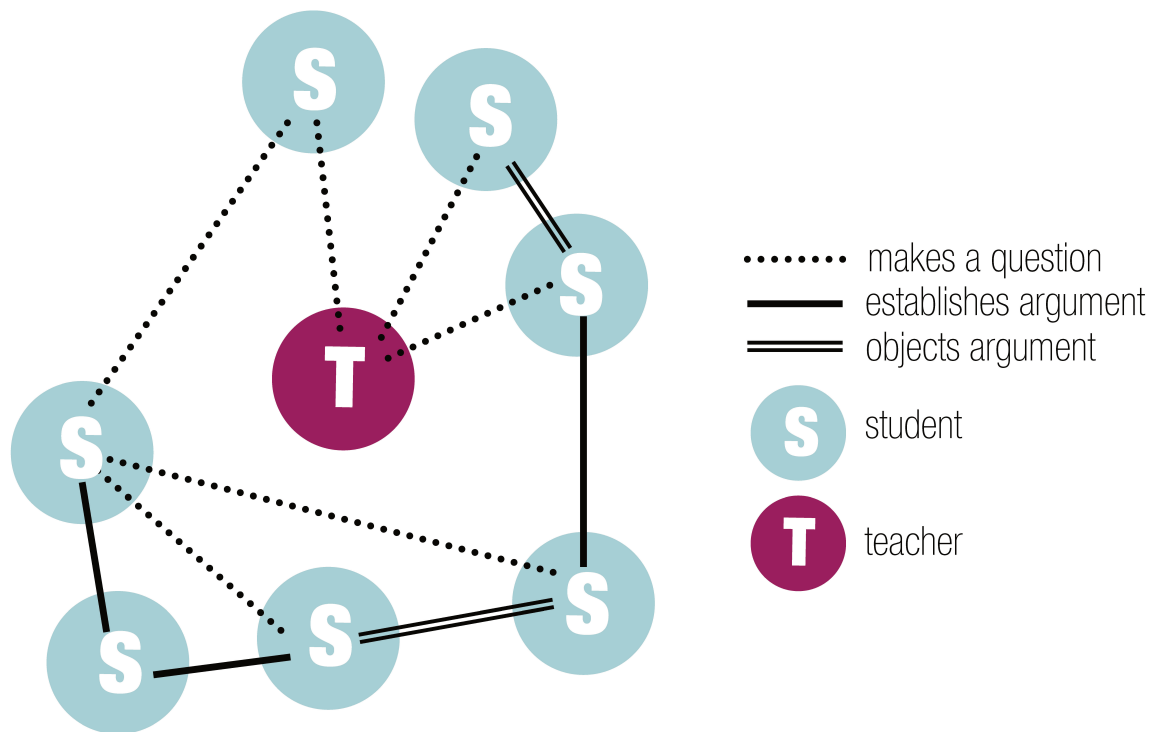 S
S
S
T
S
S
S
S
makes a question
establishes argument
objects argument
S student
T teacher